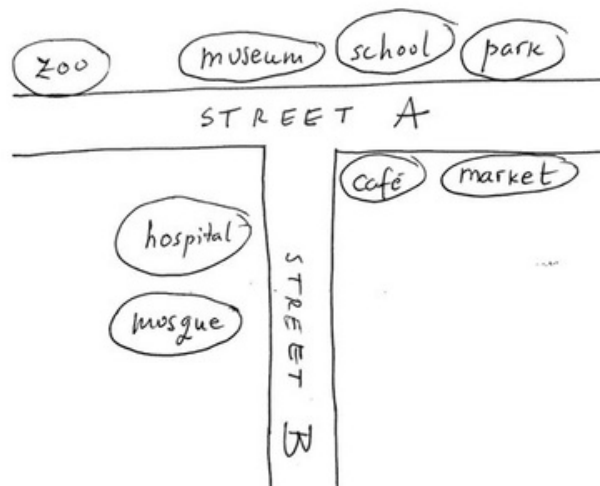 zoo
museum
school
park
STREET A
café
market
hospital
mosque
STREET B